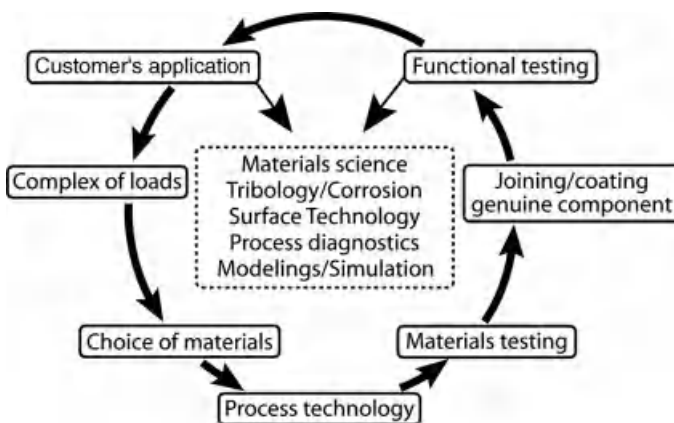 Customer's application
Functional testing
Complex of loads
Materials science
Tribology/Corrosion
Surface Technology
Process diagnostics
Modelings/Simulation
Joining/coating
genuine component
Choice of materials
Materials testing
Process technology